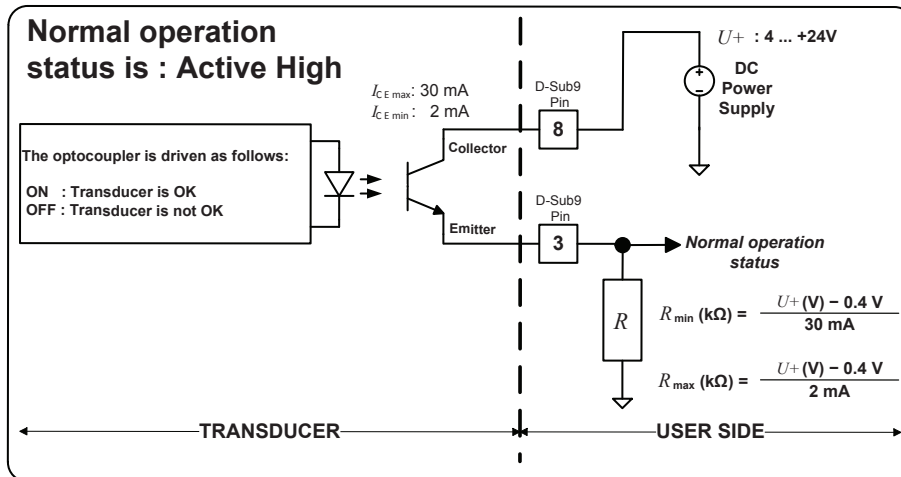 Normal operation
status is : Active High
I CE max: 30 mA
I CE min: 2 mA
The optocoupler is driven as follows:
ON : Transducer is OK
OFF : Transducer is not OK
Collector
Emitter
D-Sub9
Pin
8
D-Sub9
Pin
3
U+ : 4 ... +24V
DC
Power
Supply
Normal operation
status
R
R min (kΩ) = U+ (V) – 0.4 V
30 mA
R max (kΩ) = U+ (V) – 0.4 V
2 mA
TRANSDUCER
USER SIDE